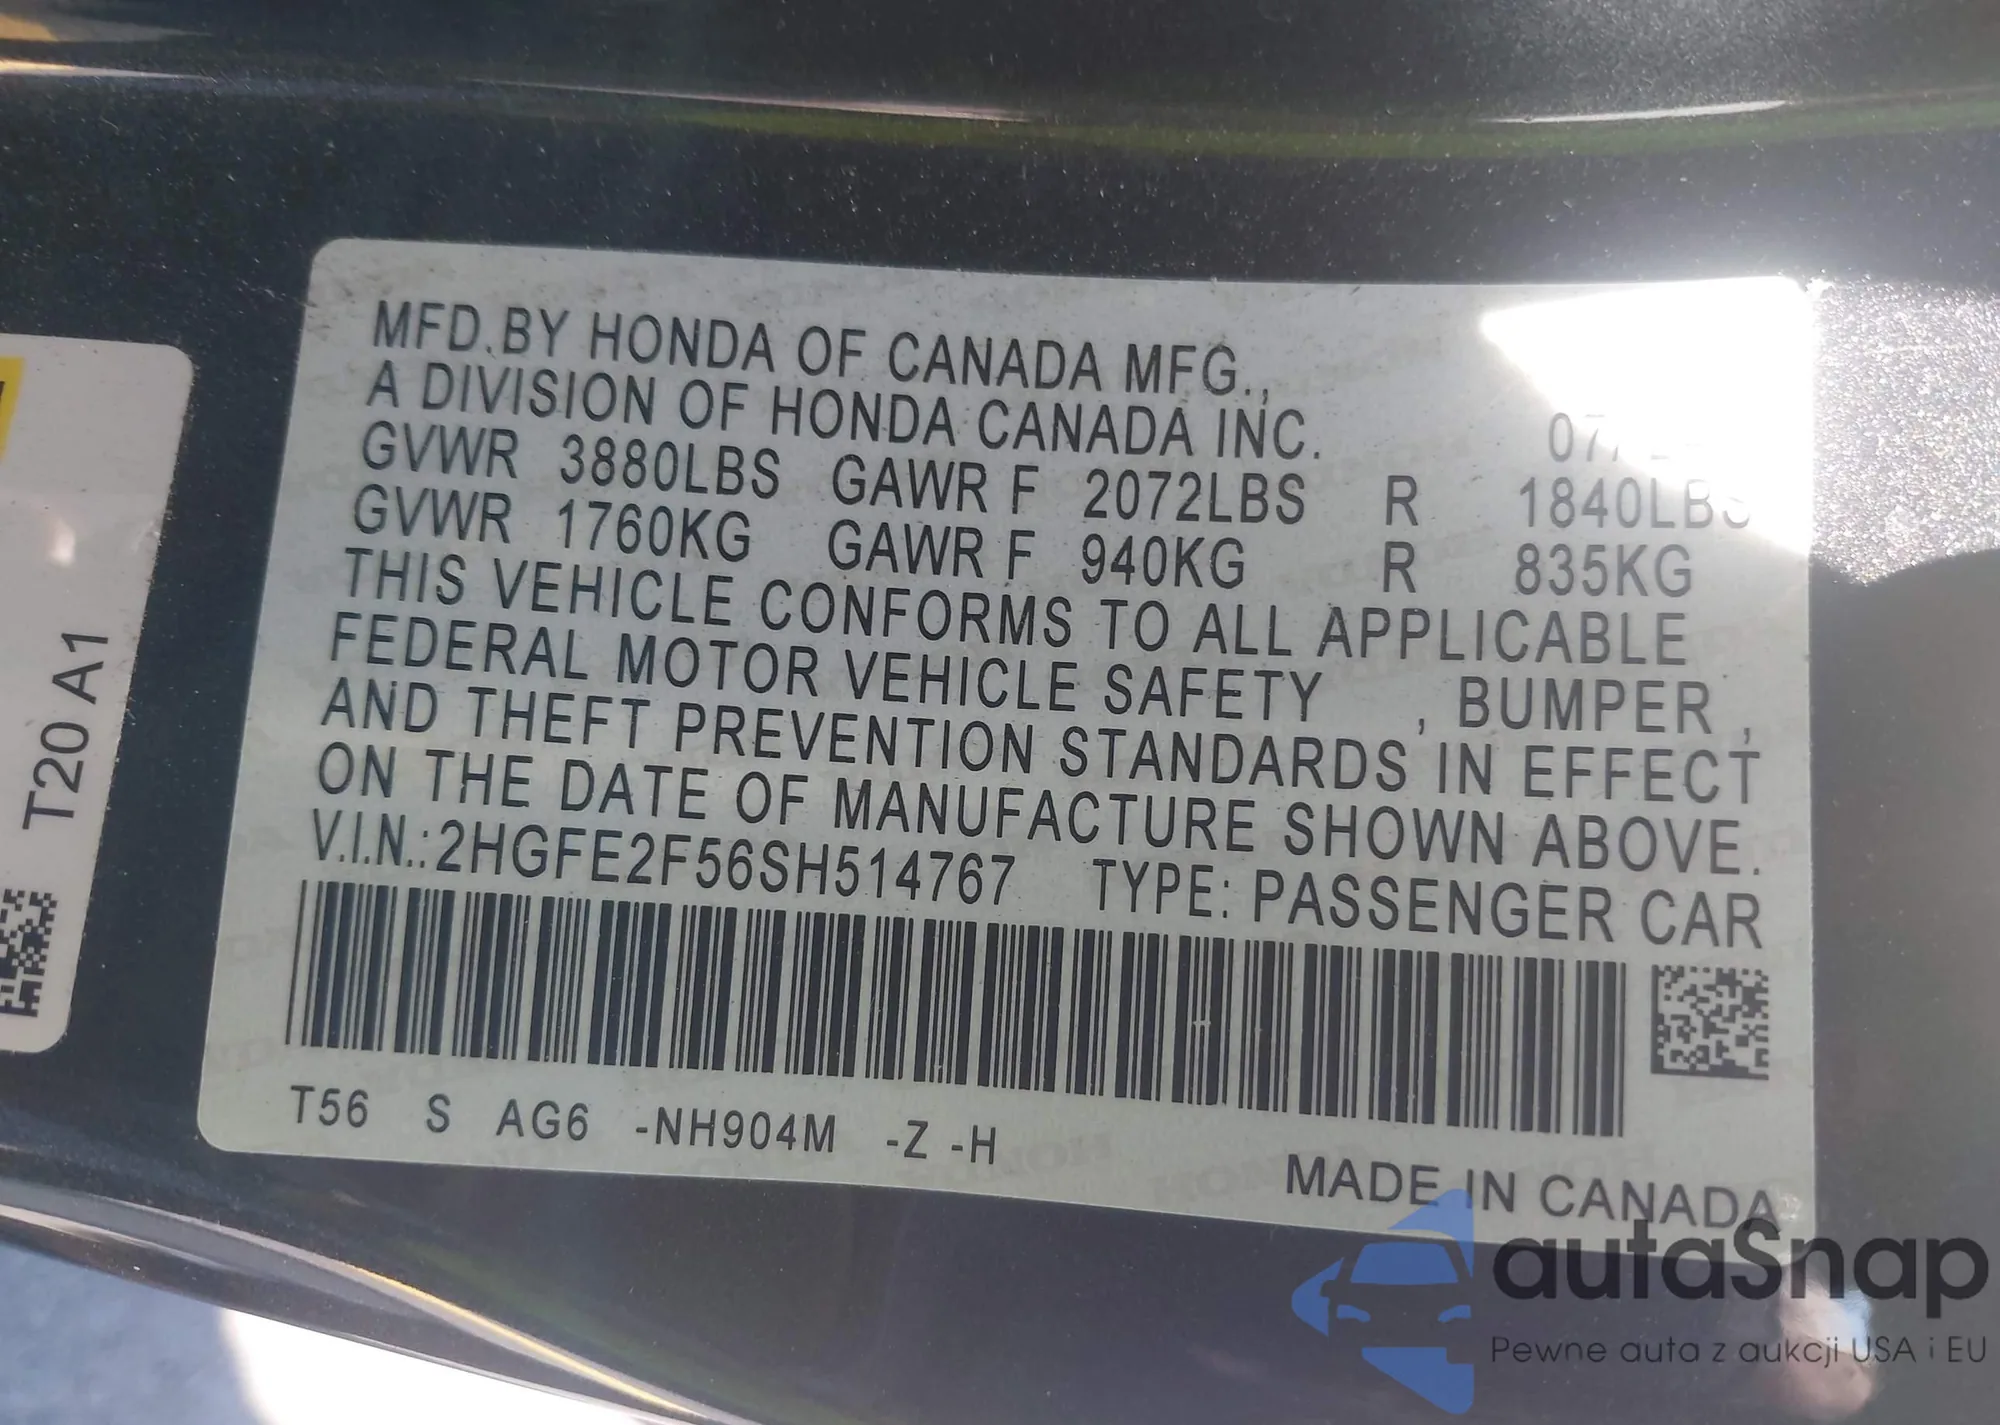 MFD.BY HONDA OF CANADA MFG.,
A DIVISION OF HONDA CANADA INC.
GVWR 3880LBS GAWR F 2072LBS R 1840LBS
GVWR 1760KG GAWR F 940KG R 835KG
THIS VEHICLE CONFORMS TO ALL APPLICABLE
FEDERAL MOTOR VEHICLE SAFETY , BUMPER ,
AND THEFT PREVENTION STANDARDS IN EFFECT
ON THE DATE OF MANUFACTURE SHOWN ABOVE.
V.I.N.:2HGFE2F56SH514767 TYPE: PASSENGER CAR
T56 S AG6 -NH904M -Z -H
MADE IN CANADA
T20 A1
autaSnap
Pewne auta z aukcji USA i EU